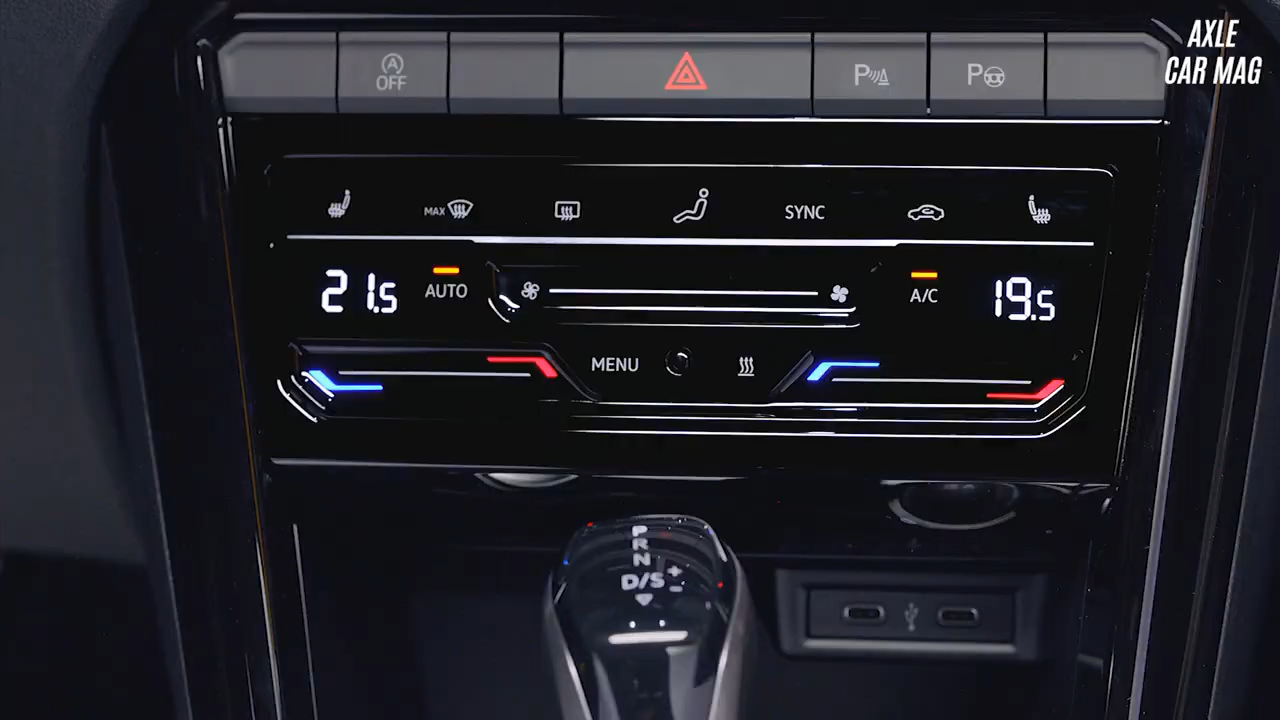 AXLE
CAR MAG
A
OFF
P
P
MAX
SYNC
21.5
AUTO
A/C
19.5
MENU
P
R
N
D/S
+
-